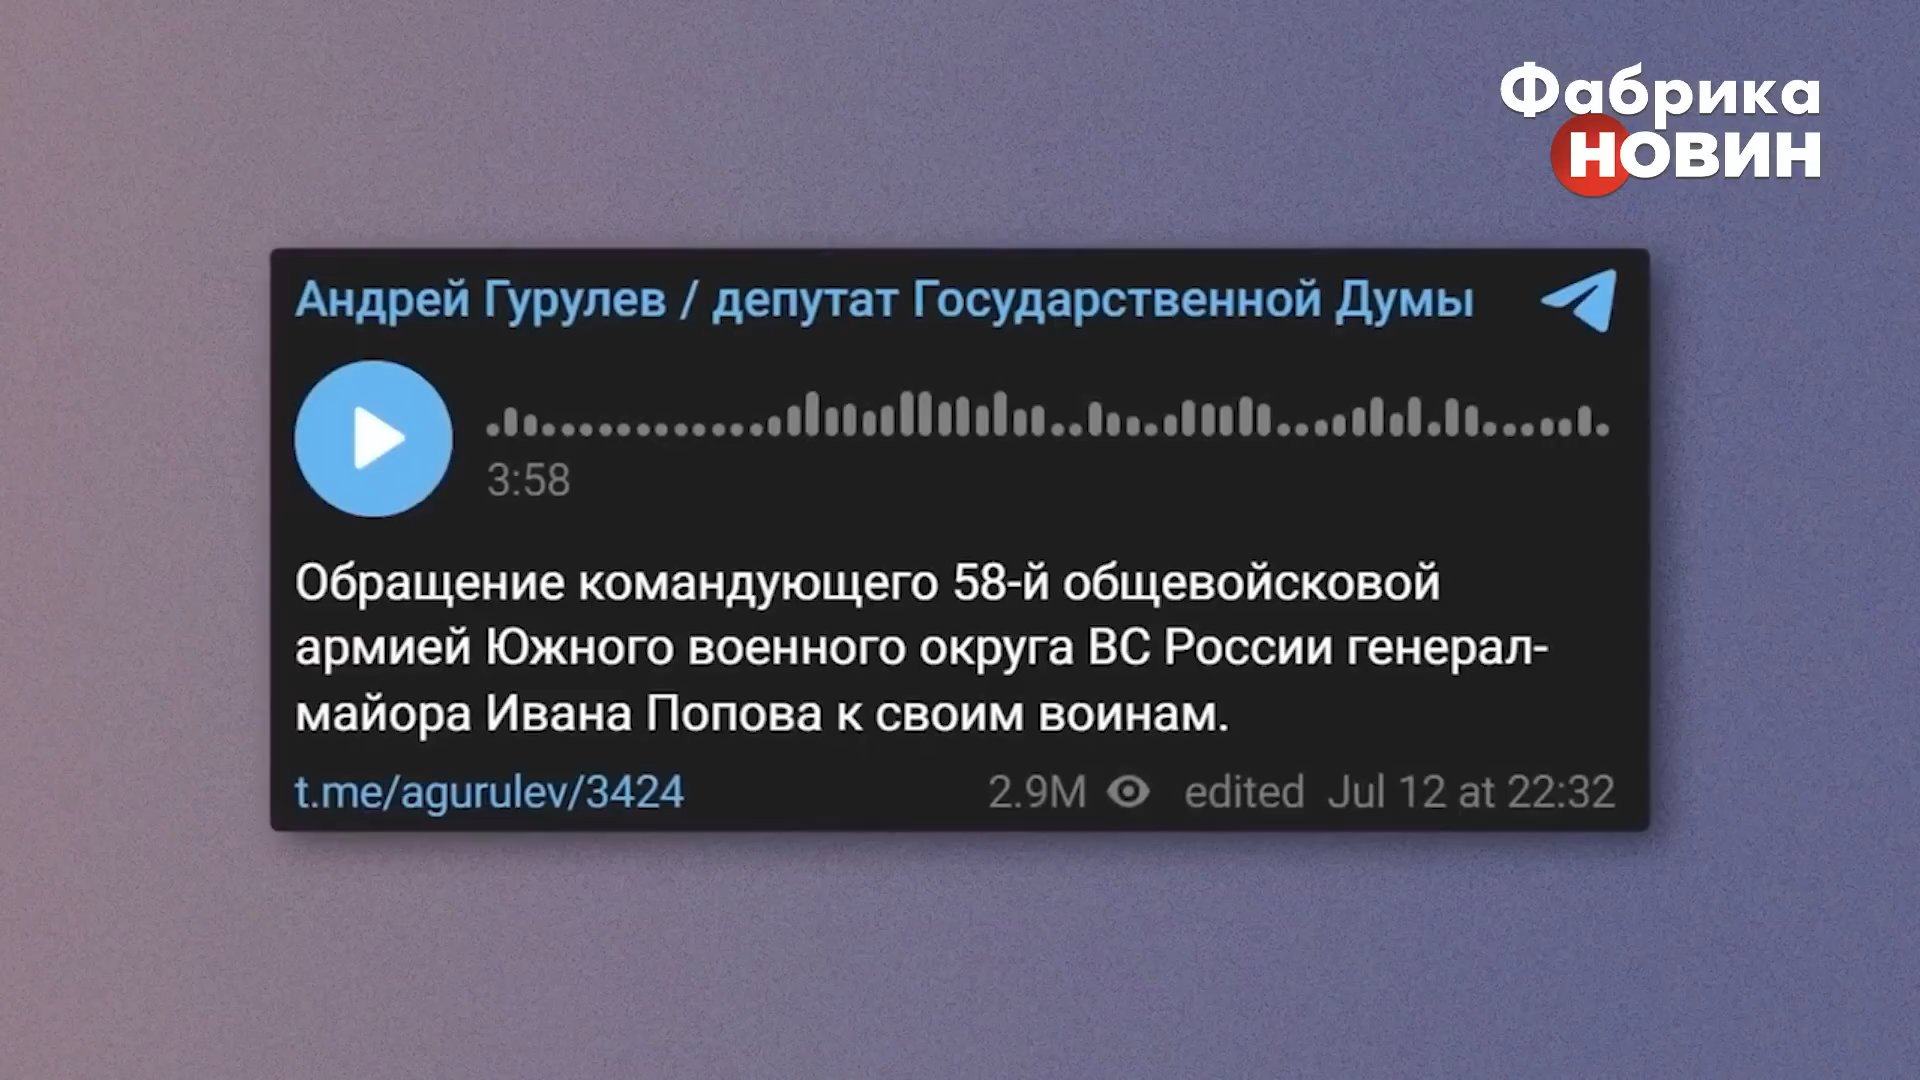 Фабрика
новин
Андрей Гурулев / депутат Государственной Думы
3:58
Обращение командующего 58-й общевойсковой
армией Южного военного округа ВС России генерал-
майора Ивана Попова к своим воинам.
t.me/agurulev/3424 2.9M edited Jul 12 at 22:32